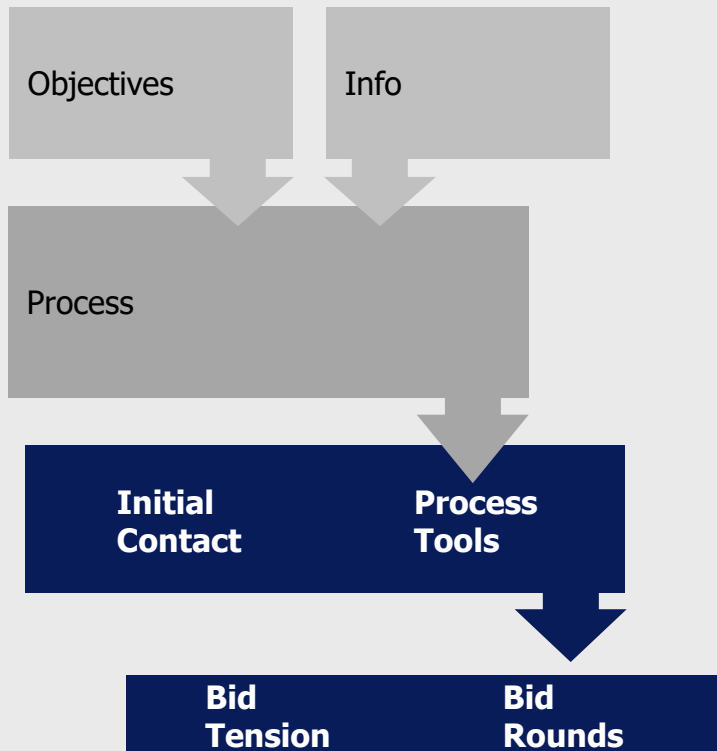 Objectives
Info
Process
Initial
Contact
Process
Tools
Bid
Tension
Bid
Rounds